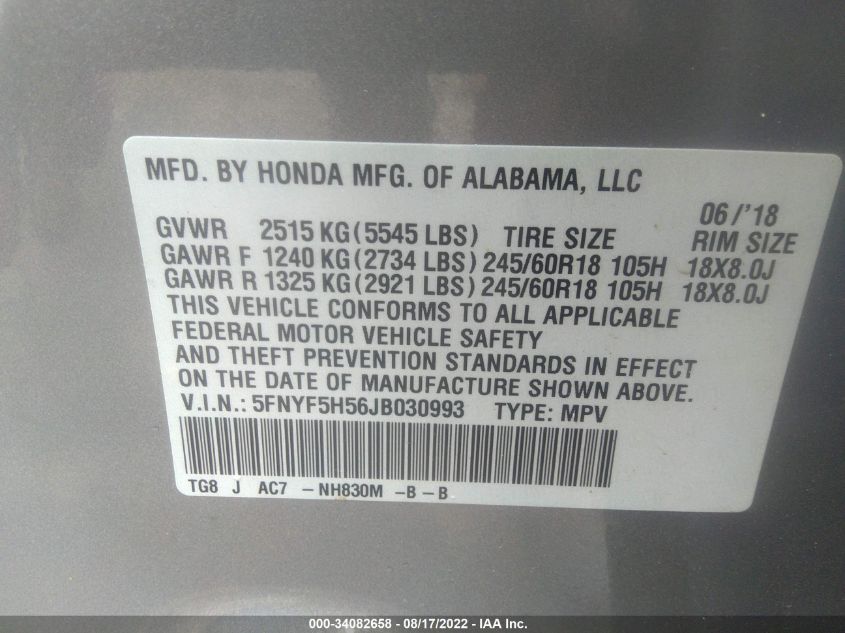 MFD. BY HONDA MFG. OF ALABAMA, LLC
06/'18
GVWR 2515 KG(5545 LBS) TIRE SIZE RIM SIZE
GAWR F 1240 KG(2734 LBS) 245/60R18 105H 18X8.0J
GAWR R 1325 KG(2921 LBS) 245/60R18 105H 18X8.0J
THIS VEHICLE CONFORMS TO ALL APPLICABLE
FEDERAL MOTOR VEHICLE SAFETY
AND THEFT PREVENTION STANDARDS IN EFFECT
ON THE DATE OF MANUFACTURE SHOWN ABOVE.
V.I.N.: 5FNYF5H56JB030993 TYPE: MPV
TG8 J AC7 -NH830M -B-B
000-34082658 - 08/17/2022 - IAA Inc.